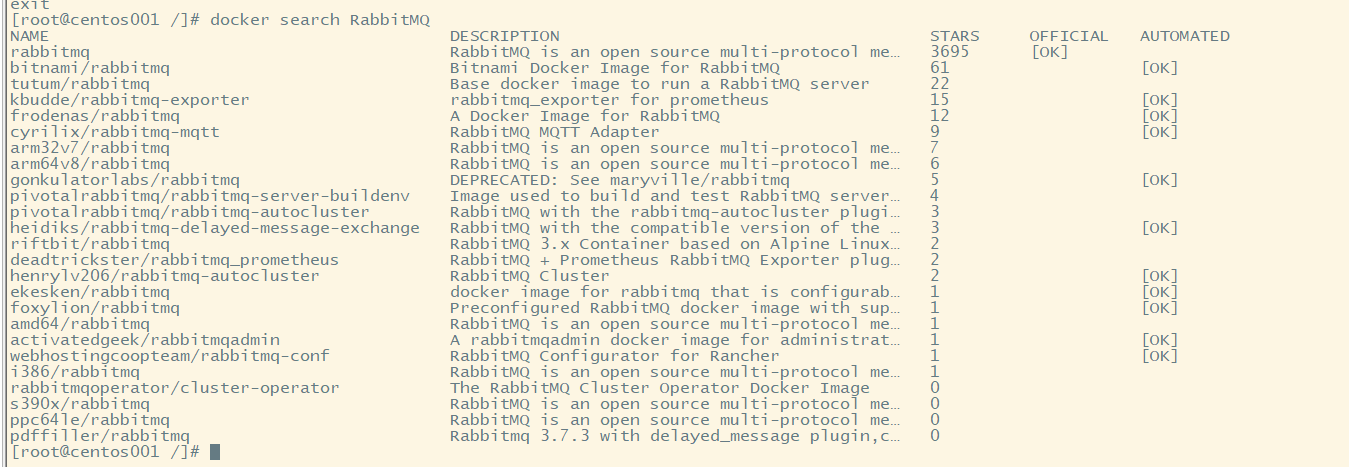 exit
[root@centos001 /]# docker search RabbitMQ
NAME DESCRIPTION STARS OFFICIAL AUTOMATED
rabbitmq RabbitMQ is an open source multi-protocol me… 3695 [OK]
bitnami/rabbitmq Bitnami Docker Image for RabbitMQ 61 [OK]
tutum/rabbitmq Base docker image to run a RabbitMQ server 22
kbudde/rabbitmq-exporter rabbitmq_exporter for prometheus 15 [OK]
frodenas/rabbitmq A Docker Image for RabbitMQ 12 [OK]
cyrilix/rabbitmq-mqtt RabbitMQ MQTT Adapter 9 [OK]
arm32v7/rabbitmq RabbitMQ is an open source multi-protocol me… 7
arm64v8/rabbitmq RabbitMQ is an open source multi-protocol me… 6
gonkulatorlabs/rabbitmq DEPRECATED: See maryville/rabbitmq 5 [OK]
pivotalrabbitmq/rabbitmq-server-buildenv Image used to build and test RabbitMQ server… 4
pivotalrabbitmq/rabbitmq-autocluster RabbitMQ with the rabbitmq-autocluster plugi… 3
heidiks/rabbitmq-delayed-message-exchange RabbitMQ with the compatible version of the … 3 [OK]
riftbit/rabbitmq RabbitMQ 3.x Container based on Alpine Linux… 2
deadtrickster/rabbitmq_prometheus RabbitMQ + Prometheus RabbitMQ Exporter plug… 2
henrylv206/rabbitmq-autocluster RabbitMQ Cluster 2 [OK]
ekesken/rabbitmq docker image for rabbitmq that is configurab… 1 [OK]
foxylion/rabbitmq Preconfigured RabbitMQ docker image with sup… 1 [OK]
amd64/rabbitmq RabbitMQ is an open source multi-protocol me… 1
activatedgeek/rabbitmqadmin A rabbitmqadmin docker image for administrat… 1 [OK]
webhostingcoopteam/rabbitmq-conf RabbitMQ Configurator for Rancher 1 [OK]
i386/rabbitmq RabbitMQ is an open source multi-protocol me… 1
rabbitmqoperator/cluster-operator The RabbitMQ Cluster Operator Docker Image 0
s390x/rabbitmq RabbitMQ is an open source multi-protocol me… 0
ppc64le/rabbitmq RabbitMQ is an open source multi-protocol me… 0
pdffiller/rabbitmq Rabbitmq 3.7.3 with delayed_message plugin,c… 0
[root@centos001 /]#